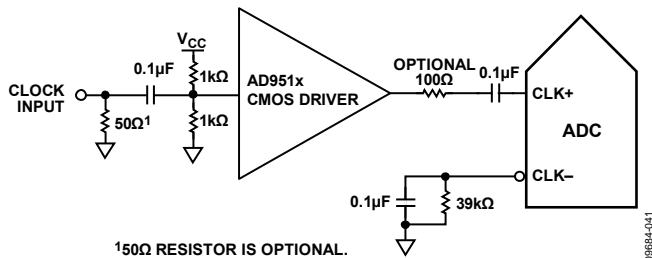 VCC
0.1µF
1kΩ
AD951x
CMOS DRIVER
OPTIONAL
100Ω
0.1µF
CLOCK
INPUT
CLK+
50Ω1
1kΩ
ADC
CLK–
0.1µF
39kΩ
150Ω RESISTOR IS OPTIONAL.
09684-041